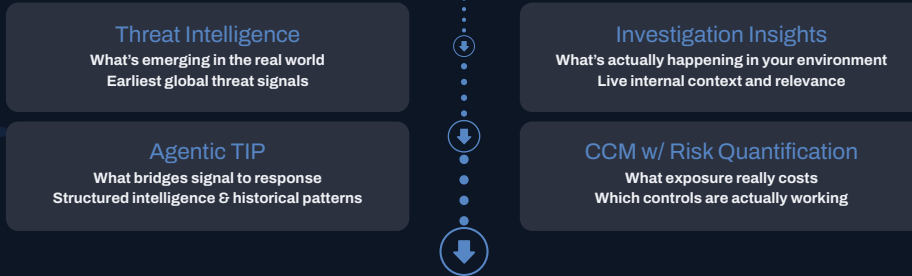 Threat Intelligence
What’s emerging in the real world
Earliest global threat signals
Investigation Insights
What’s actually happening in your environment
Live internal context and relevance
Agentic TIP
What bridges signal to response
Structured intelligence & historical patterns
CCM w/ Risk Quantification
What exposure really costs
Which controls are actually working